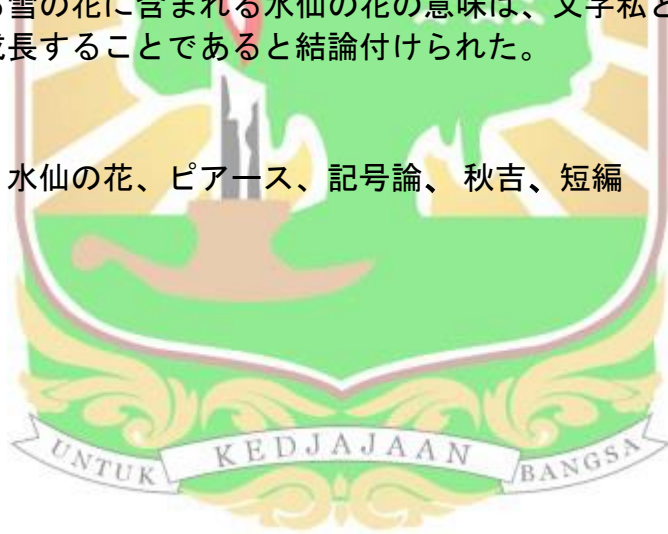 る雪の花に含まれる水仙の花の意味は、文字私と
成長することであると結論付けられた。
水仙の花、ピアース、記号論、 秋吉、短編
UNTUK KEDJAJAAN BANGSA